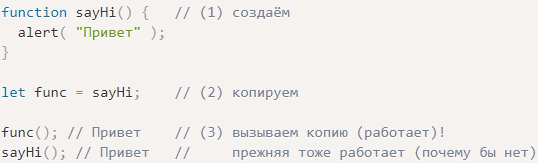 function sayHi() {   // (1) создаём
  alert( "Привет" );
}
let func = sayHi;    // (2) копируем
func(); // Привет    // (3) вызываем копию (работает)!
sayHi(); // Привет   //     прежняя тоже работает (почему бы нет)